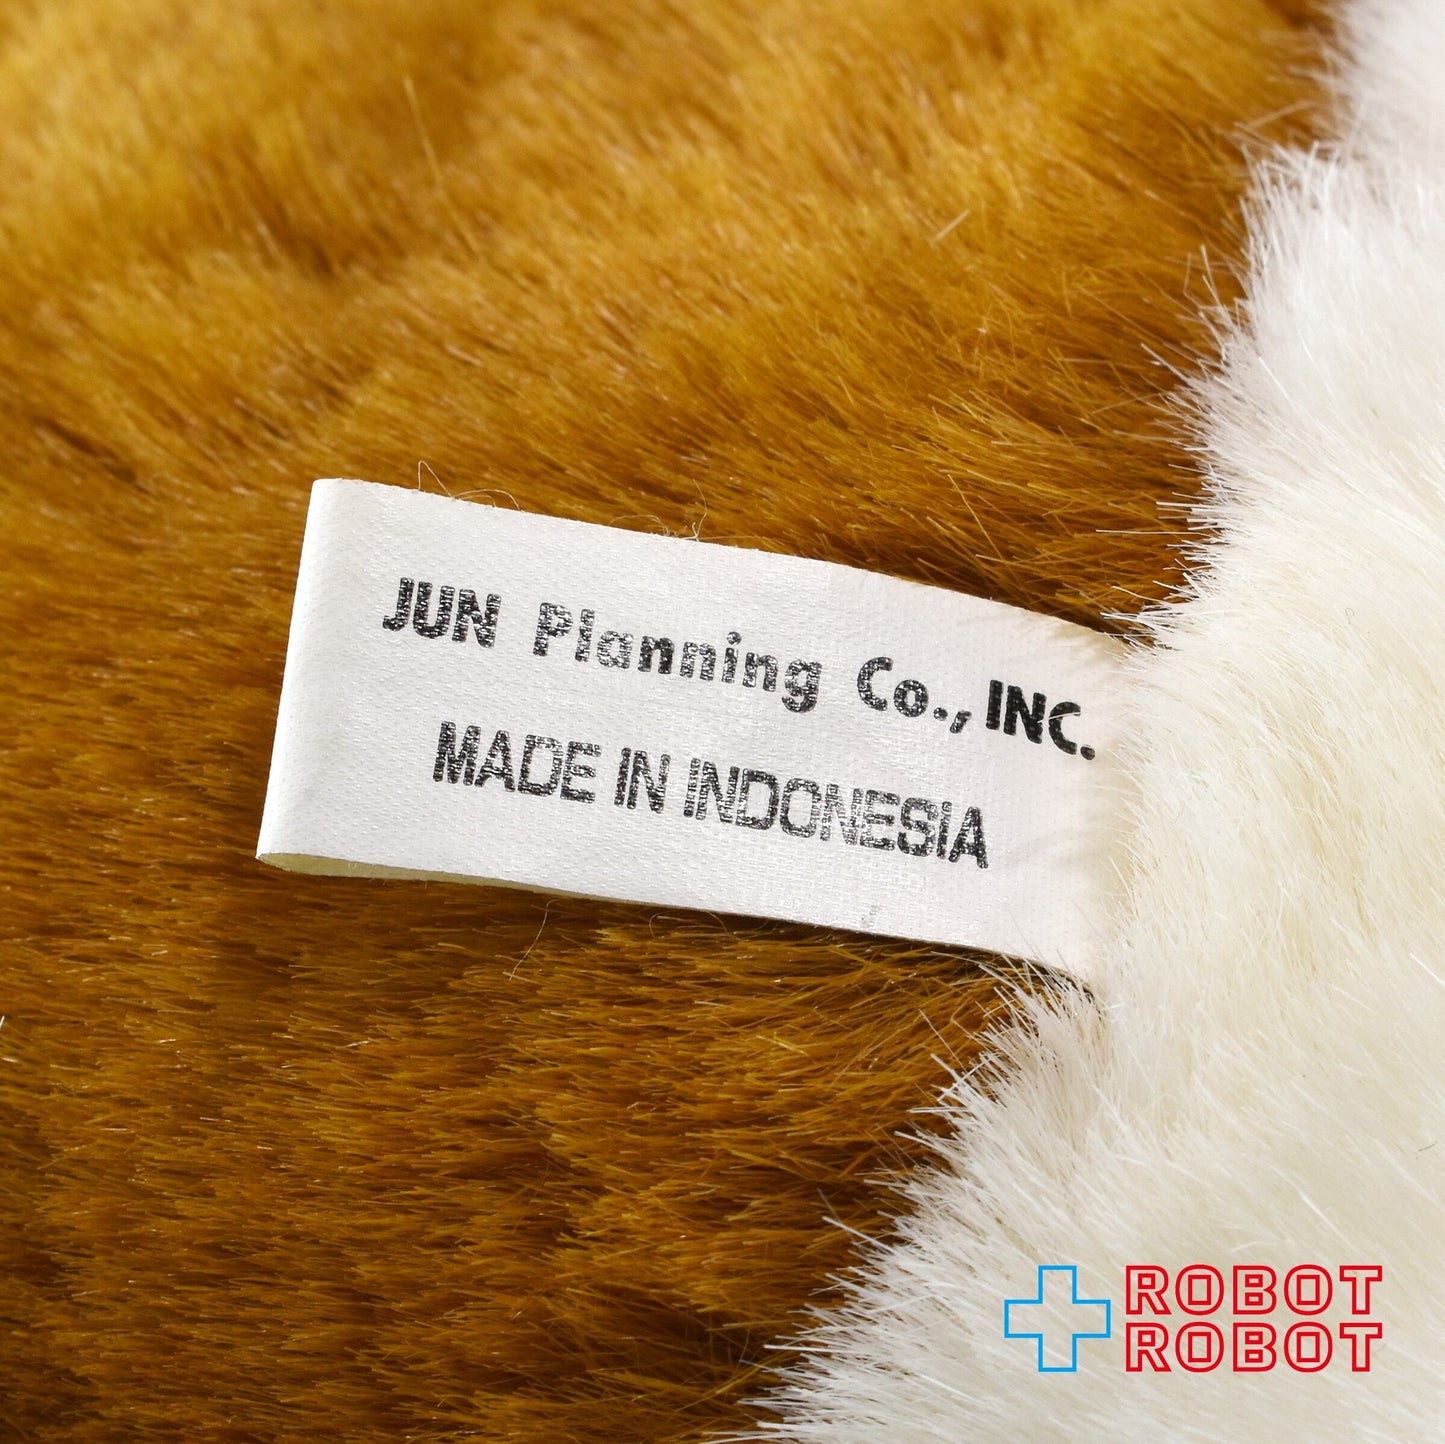 JUN Planning Co., INC.
MADE IN INDONESIA
ROBOT
ROBOT